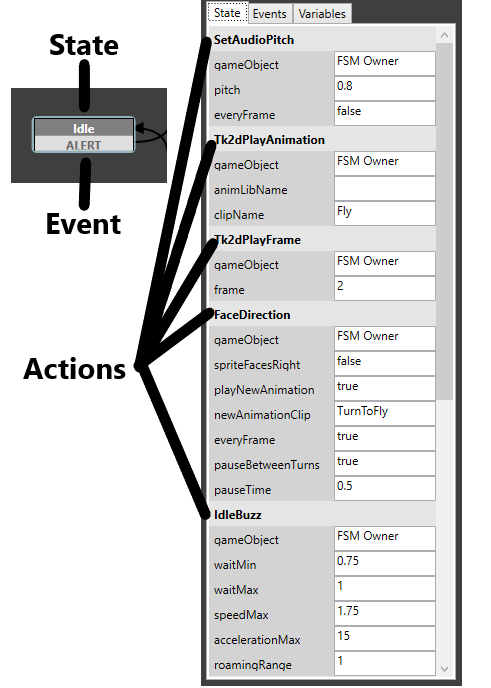 State
Idle
ALERT
Event
Actions
State Events Variables
SetAudioPitch
gameObject FSM Owner
pitch 0.8
everyFrame false
Tk2dPlayAnimation
gameObject FSM Owner
animLibName
clipName Fly
Tk2dPlayFrame
gameObject FSM Owner
frame 2
FaceDirection
gameObject FSM Owner
spriteFacesRight false
playNewAnimation true
newAnimationClip TurnToFly
everyFrame true
pauseBetweenTurns true
pauseTime 0.5
IdleBuzz
gameObject FSM Owner
waitMin 0.75
waitMax 1
speedMax 1.75
accelerationMax 15
roamingRange 1